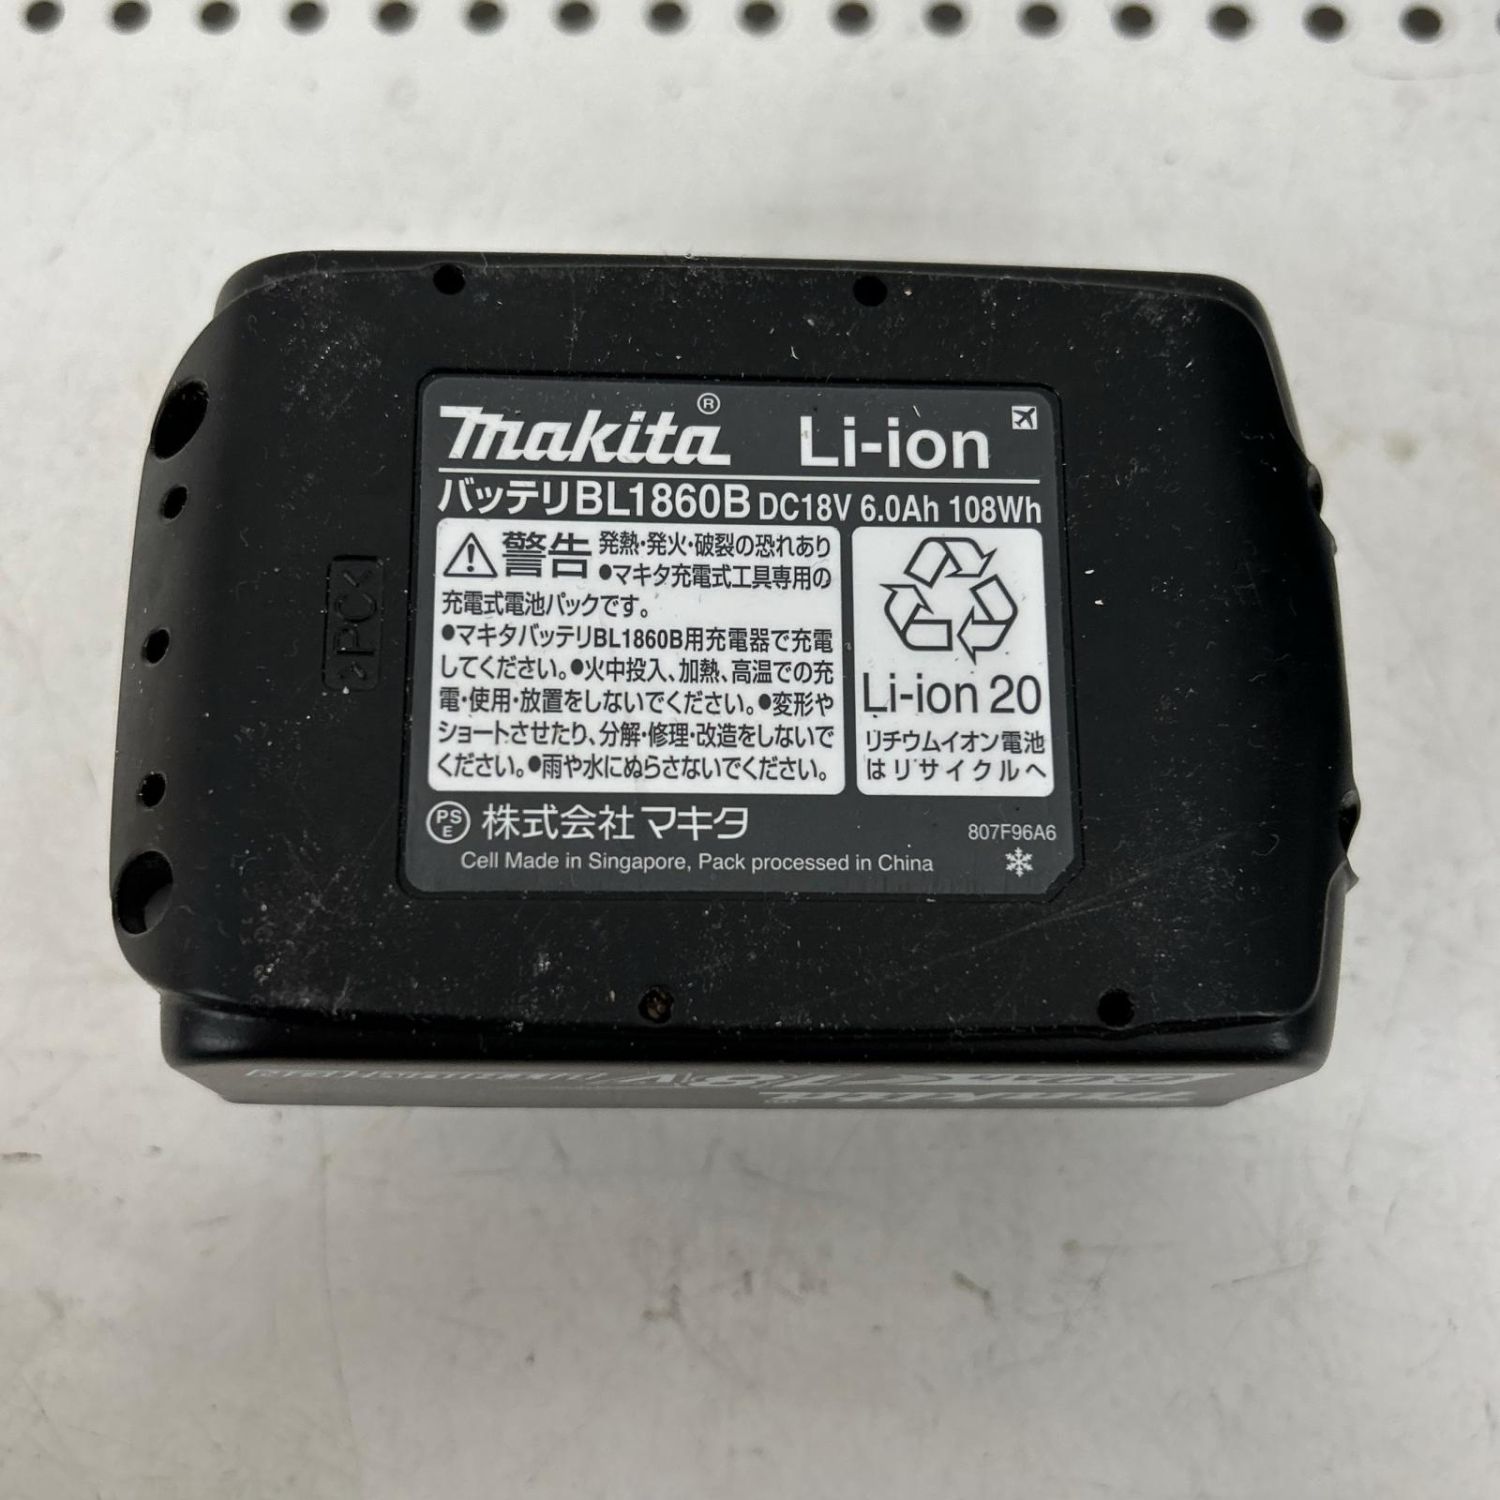 makita® Li-ion
バッテリBL1860B DC18V 6.0Ah 108Wh
警告 発熱・発火・破裂の恐れあり
●マキタ充電式工具専用の
充電式電池パックです。
●マキタバッテリBL1860B用充電器で充電
してください。●火中投入、加熱、高温での充
電・使用・放置をしないでください。●変形や
ショートさせたり、分解・修理・改造をしないで
ください。●雨や水にぬらさないでください。
Li-ion 20
リチウムイオン電池
はリサイクルへ
PS
E
株式会社マキタ
807F96A6
Cell Made in Singapore, Pack processed in China
>PC<
makita
18V